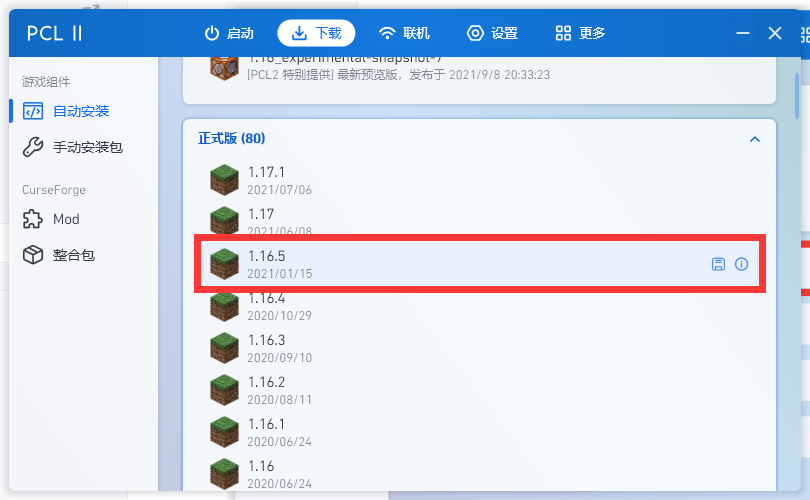 PCL II
启动
下载
联机
设置
更多
游戏组件
自动安装
手动安装包
CurseForge
Mod
整合包
1.18_experimental-snapshot-7
[PCL2 特别提供] 最新预览版，发布于 2021/9/8 20:33:23
正式版 (80)
1.17.1
2021/07/06
1.17
2021/06/08
1.16.5
2021/01/15
1.16.4
2020/10/29
1.16.3
2020/09/10
1.16.2
2020/08/11
1.16.1
2020/06/24
1.16
2020/06/24